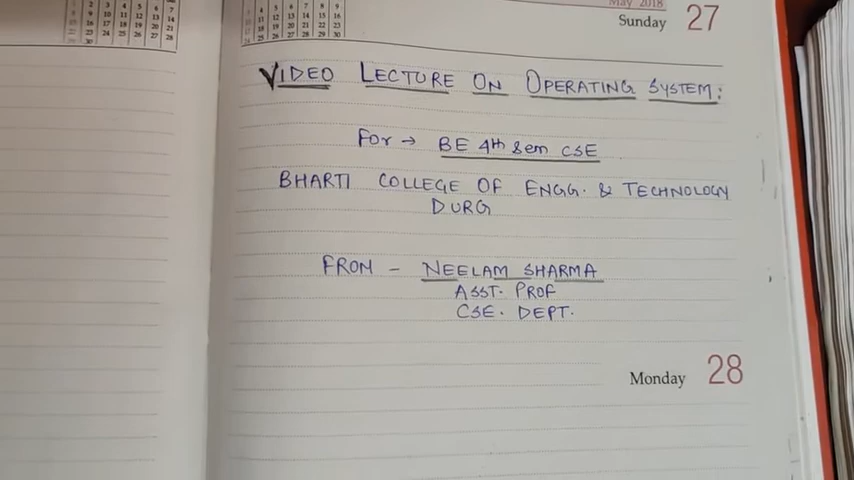 May 2018
Sunday 27
VIDEO LECTURE ON OPERATING SYSTEM:
For → BE 4th Sem CSE
BHARTI COLLEGE OF ENGG. & TECHNOLOGY
DURG
FRON - NEELAM SHARMA
ASST. PROF
CSE. DEPT.
Monday 28